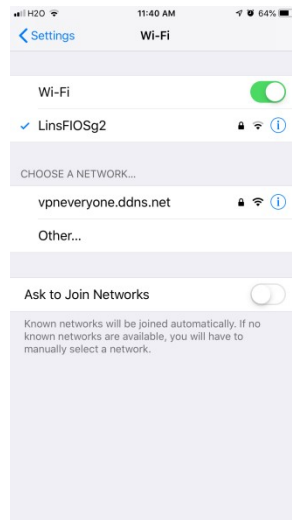 H2O 11:40 AM 64%
Settings Wi-Fi
Wi-Fi
LinsFIOSg2
CHOOSE A NETWORK...
vpneveryone.ddns.net
Other...
Ask to Join Networks
Known networks will be joined automatically. If no
known networks are available, you will have to
manually select a network.